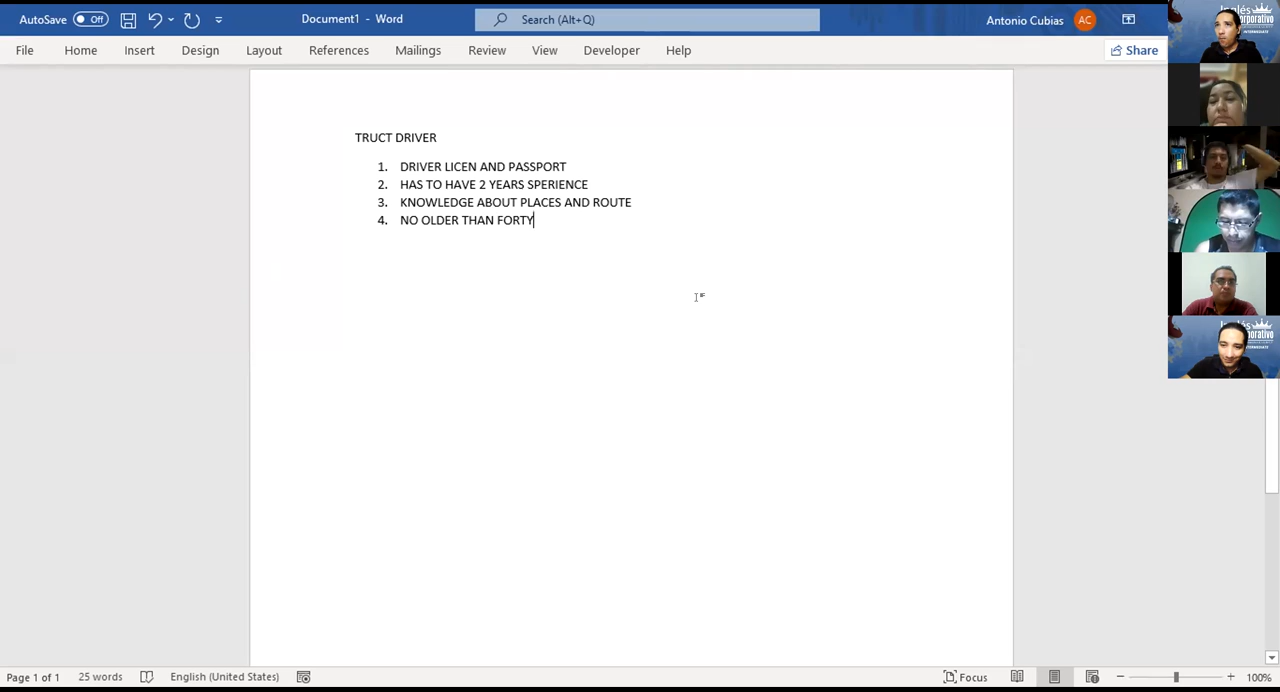 AutoSave Off Document1 - Word Search (Alt+Q) Antonio Cubias AC
File Home Insert Design Layout References Mailings Review View Developer Help Share
TRUCT DRIVER
1. DRIVER LICEN AND PASSPORT
2. HAS TO HAVE 2 YEARS SPERIENCE
3. KNOWLEDGE ABOUT PLACES AND ROUTE
4. NO OLDER THAN FORTY
Page 1 of 1 25 words English (United States) Focus 100%